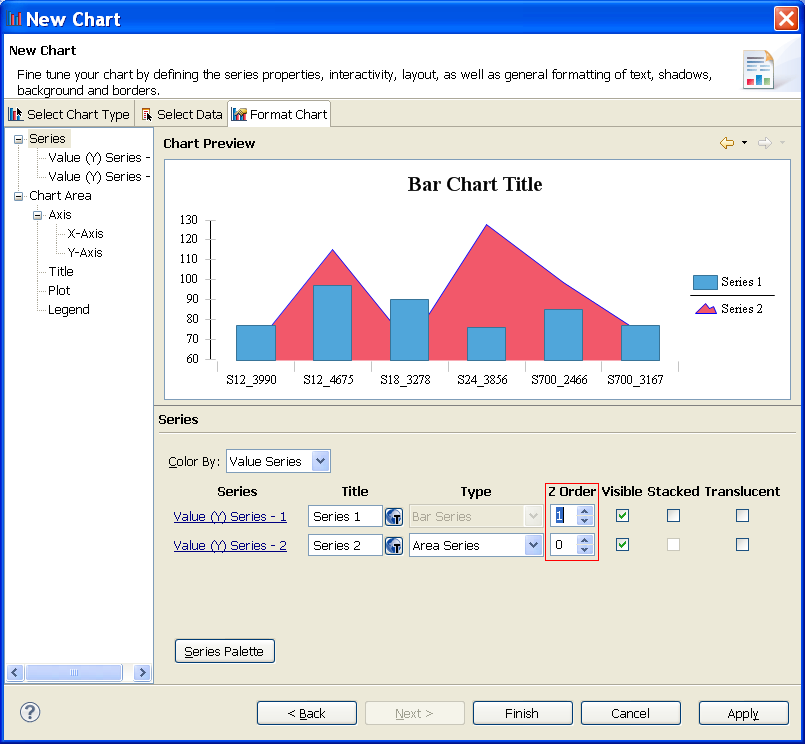 New Chart
New Chart
Fine tune your chart by defining the series properties, interactivity, layout, as well as general formatting of text, shadows,
background and borders.
Select Chart Type Select Data Format Chart
Series
Value (Y) Series -
Value (Y) Series -
Chart Area
Axis
X-Axis
Y-Axis
Title
Plot
Legend
Chart Preview
Bar Chart Title
130
120
110
100
90
80
70
60
S12_3990 S12_4675 S18_3278 S24_3856 S700_2466 S700_3167
Series 1
Series 2
Series
Color By: Value Series
Series Title Type Z Order Visible Stacked Translucent
Value (Y) Series - 1 Series 1 Bar Series 1
Value (Y) Series - 2 Series 2 Area Series 0
Series Palette
< Back Next > Finish Cancel Apply